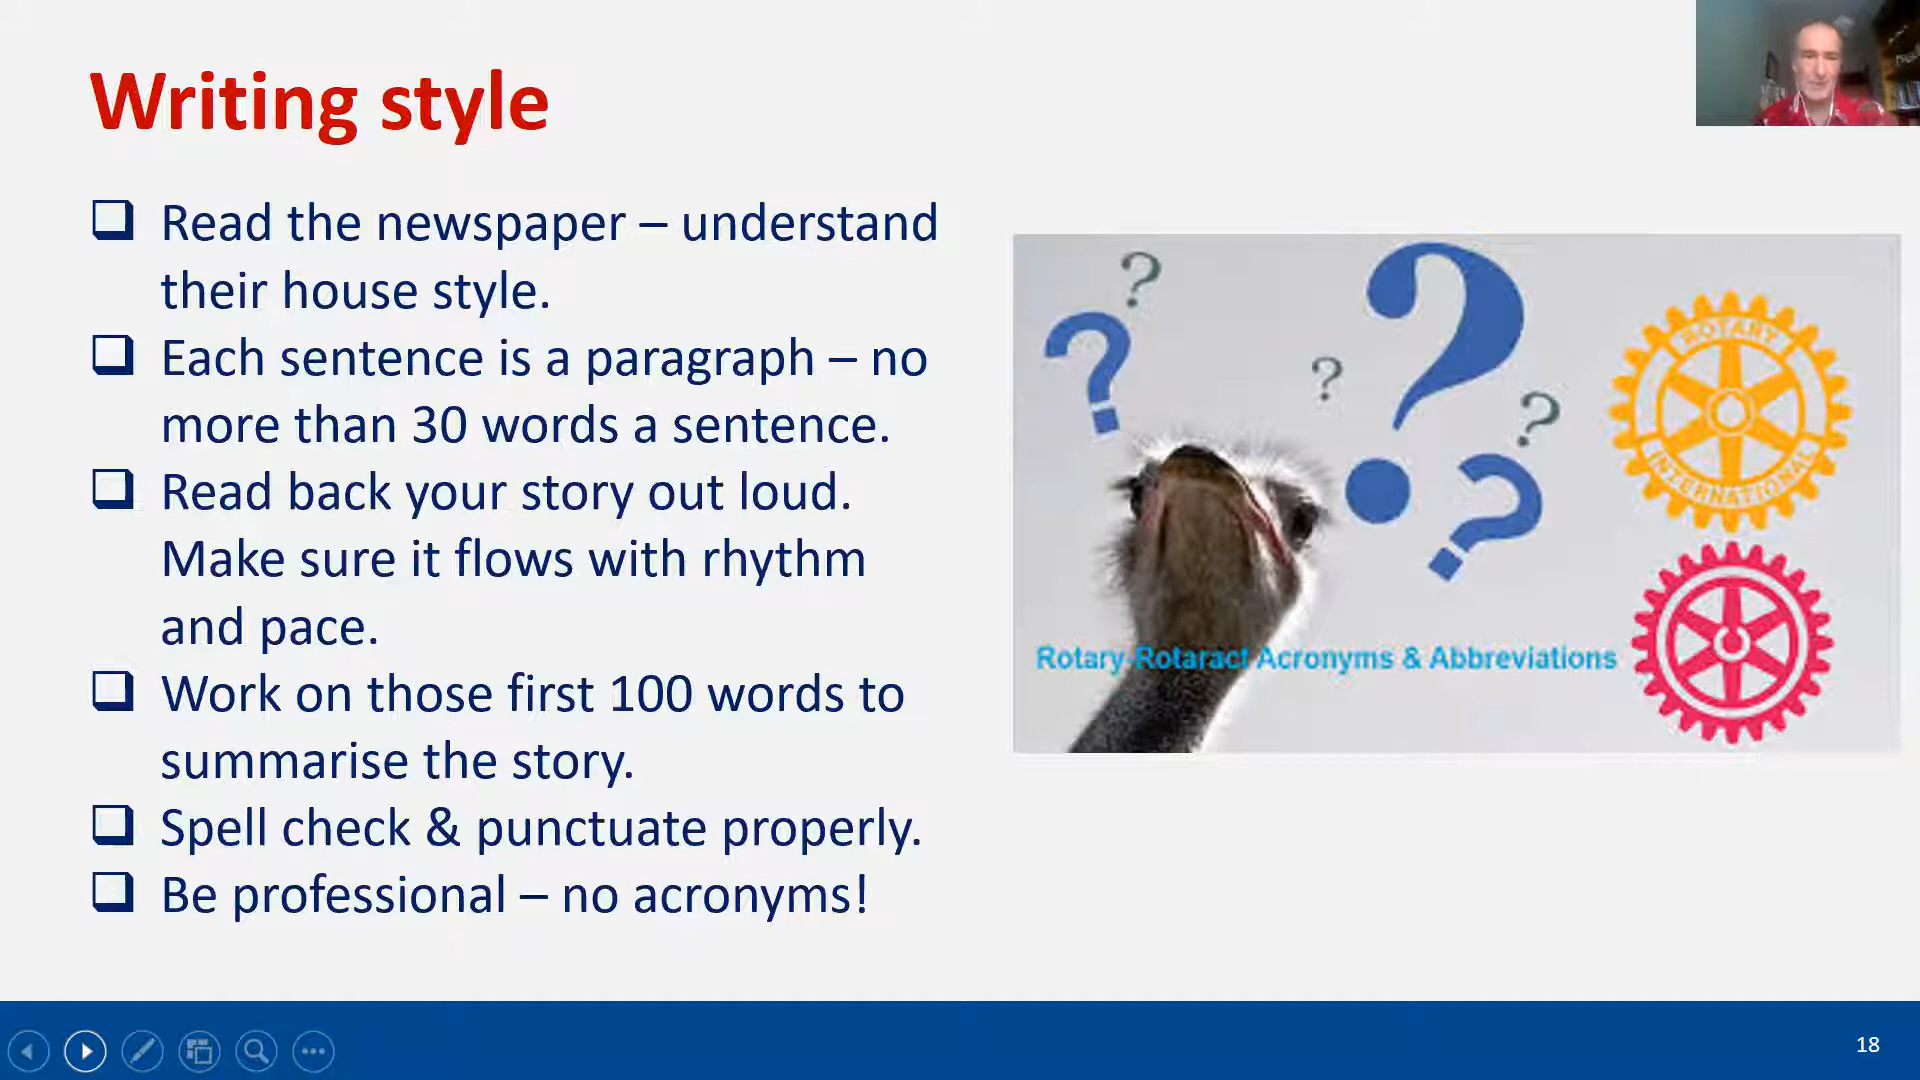 Writing style
Read the newspaper – understand
their house style.
Each sentence is a paragraph – no
more than 30 words a sentence.
Read back your story out loud.
Make sure it flows with rhythm
and pace.
Work on those first 100 words to
summarise the story.
Spell check & punctuate properly.
Be professional – no acronyms!
? ? ? ? ? ?
ROTARY
INTERNATIONAL
Rotary-Rotaract Acronyms & Abbreviations
18